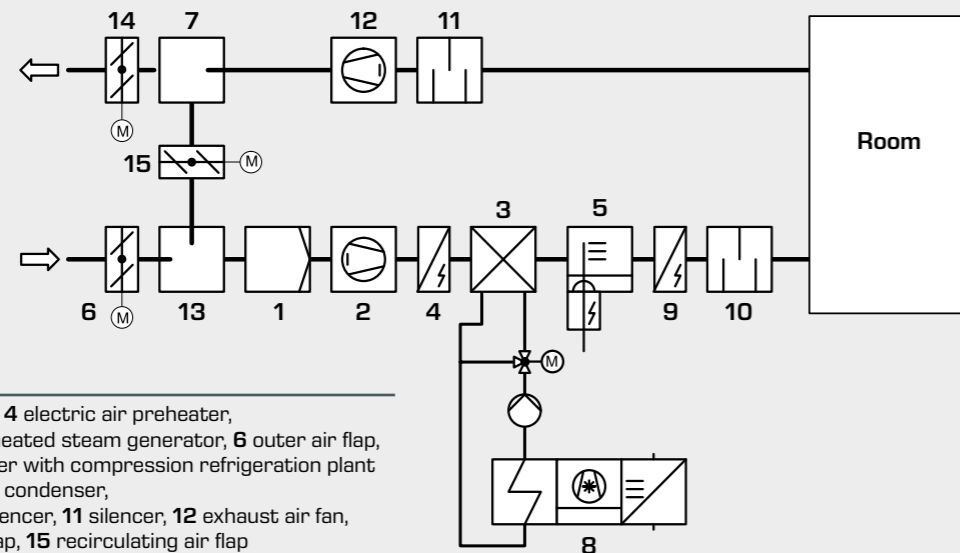 14 7 12 11
M
15 M
Room
3 5
6 M 13 1 2 4 9 10
M
8
4 electric air preheater,
eated steam generator, 6 outer air flap,
er with compression refrigeration plant
condenser,
encer, 11 silencer, 12 exhaust air fan,
ap, 15 recirculating air flap